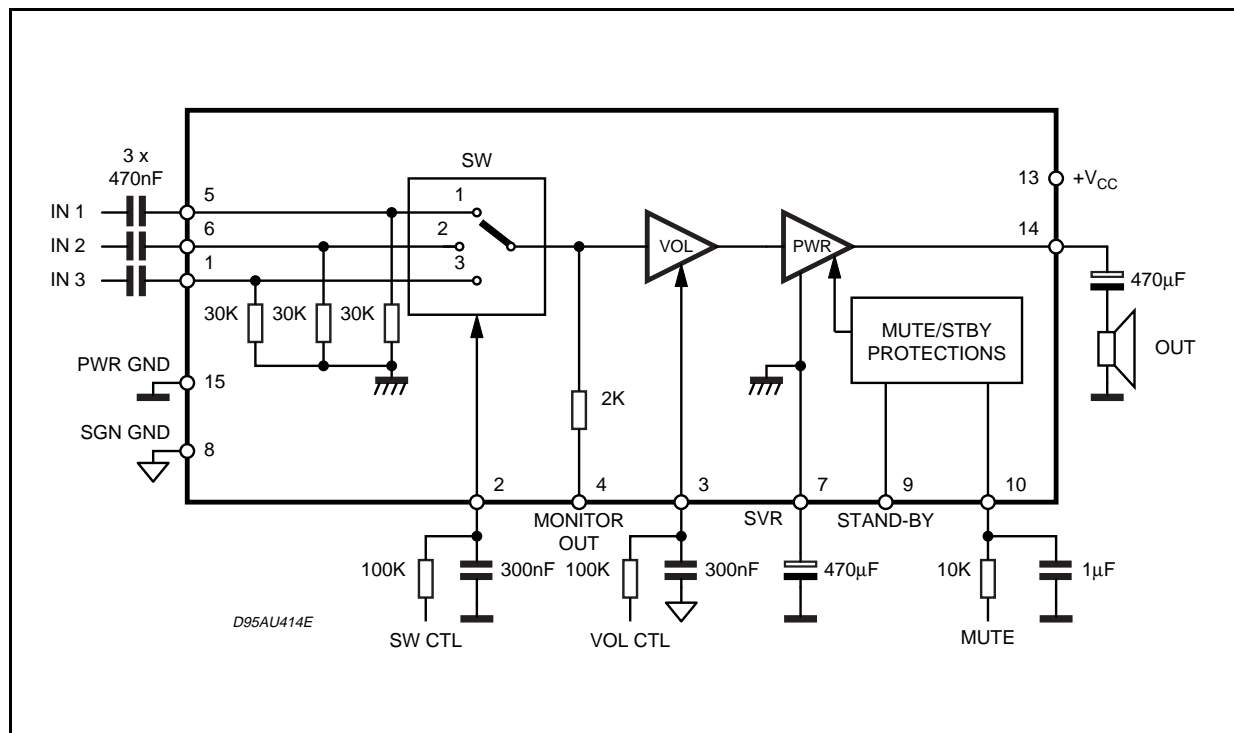 3 x
470nF
SW
13
+VCC
IN 1
5
1
IN 2
6
2
VOL
PWR
14
IN 3
1
3
470µF
30K
30K
30K
MUTE/STBY
PROTECTIONS
OUT
PWR GND
15
2K
SGN GND
8
2
4
3
7
9
10
MONITOR
OUT
SVR
STAND-BY
100K
300nF
100K
300nF
470µF
10K
1µF
D95AU414E
SW CTL
VOL CTL
MUTE